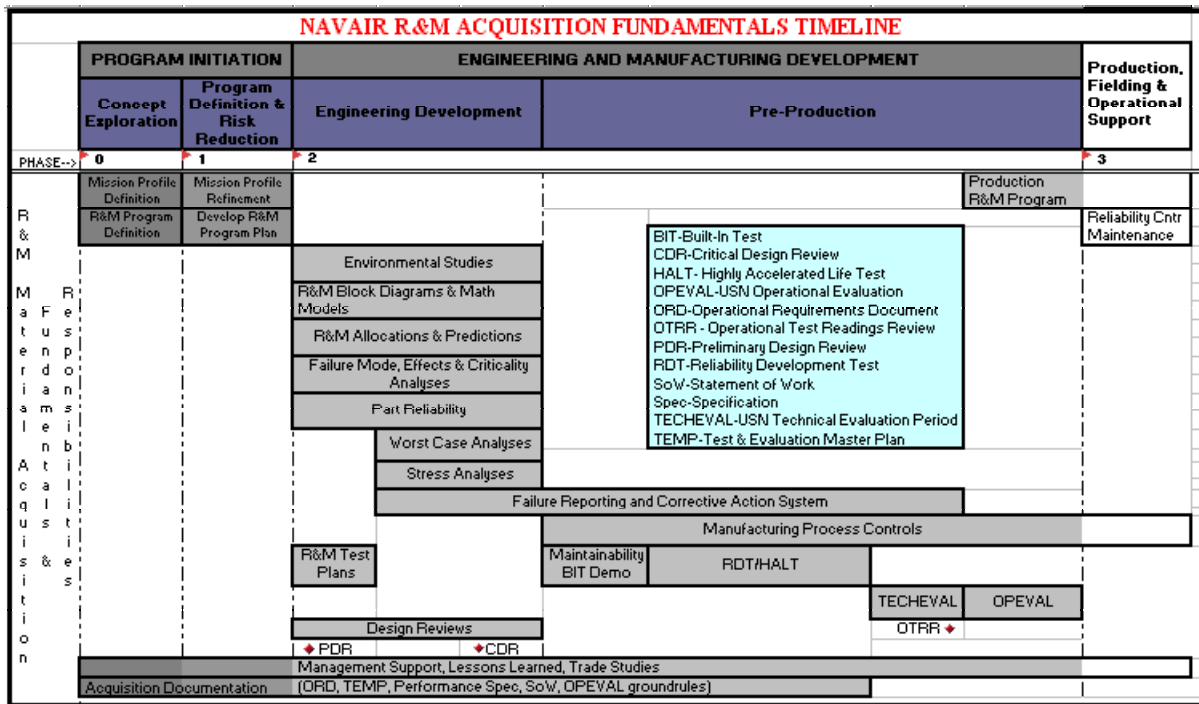 NAVAIR R&M ACQUISITION FUNDAMENTALS TIMELINE
PROGRAM INITIATION
ENGINEERING AND MANUFACTURING DEVELOPMENT
Production,
Fielding &
Operational
Support
Concept
Exploration
Program
Definition &
Risk
Reduction
Engineering Development
Pre-Production
PHASE--> 0 1 2 3
R&M Material Acquisition
Fundamentals &
Responsibilities
Mission Profile
Definition
Mission Profile
Refinement
Production
R&M Program
R&M Program
Definition
Develop R&M
Program Plan
Reliability Cntr
Maintenance
Environmental Studies
R&M Block Diagrams & Math
Models
R&M Allocations & Predictions
Failure Mode, Effects & Criticality
Analyses
Part Reliability
Worst Case Analyses
Stress Analyses
BIT-Built-In Test
CDR-Critical Design Review
HALT- Highly Accelerated Life Test
OPEVAL-USN Operational Evaluation
ORD-Operational Requirements Document
OTRR - Operational Test Readings Review
PDR-Preliminary Design Review
RDT-Reliability Development Test
SoW-Statement of Work
Spec-Specification
TECHEVAL-USN Technical Evaluation Period
TEMP-Test & Evaluation Master Plan
Failure Reporting and Corrective Action System
Manufacturing Process Controls
R&M Test
Plans
Maintainability
BIT Demo
RDT/HALT
TECHEVAL
OPEVAL
Design Reviews
OTRR
PDR
CDR
Management Support, Lessons Learned, Trade Studies
Acquisition Documentation (ORD, TEMP, Performance Spec, SoW, OPEVAL groundrules)